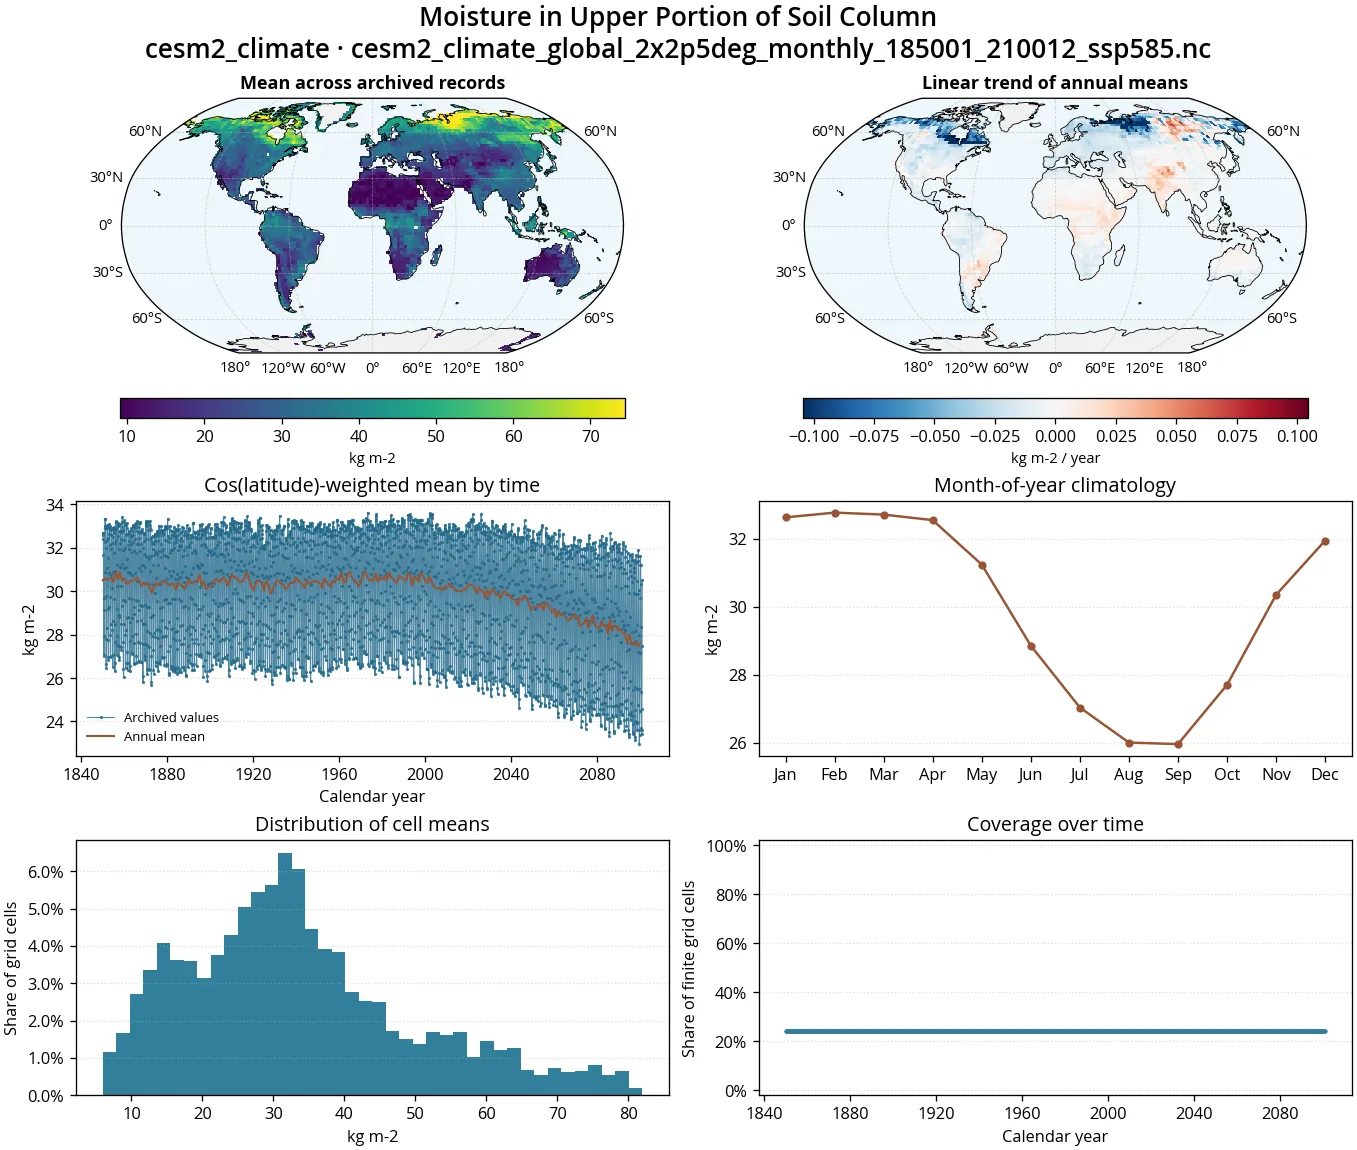 Moisture in Upper Portion of Soil Column
cesm2_climate · cesm2_climate_global_2x2p5deg_monthly_185001_210012_ssp585.nc
Mean across archived records
60°N 60°N
30°N 30°N
0° 0°
30°S 30°S
60°S 60°S
180° 120°W 60°W 0° 60°E 120°E 180°
10 20 30 40 50 60 70
kg m-2
Linear trend of annual means
60°N 60°N
30°N 30°N
0° 0°
30°S 30°S
60°S 60°S
180° 120°W 60°W 0° 60°E 120°E 180°
−0.100 −0.075 −0.050 −0.025 0.000 0.025 0.050 0.075 0.100
kg m-2 / year
Cos(latitude)-weighted mean by time
34
32
30
28
26
24
kg m-2
Archived values
Annual mean
1840 1880 1920 1960 2000 2040 2080
Calendar year
Month-of-year climatology
32
30
28
26
kg m-2
Jan Feb Mar Apr May Jun Jul Aug Sep Oct Nov Dec
Distribution of cell means
6.0%
5.0%
4.0%
3.0%
2.0%
1.0%
0.0%
Share of grid cells
10 20 30 40 50 60 70 80
kg m-2
Coverage over time
100%
80%
60%
40%
20%
0%
Share of finite grid cells
1840 1880 1920 1960 2000 2040 2080
Calendar year